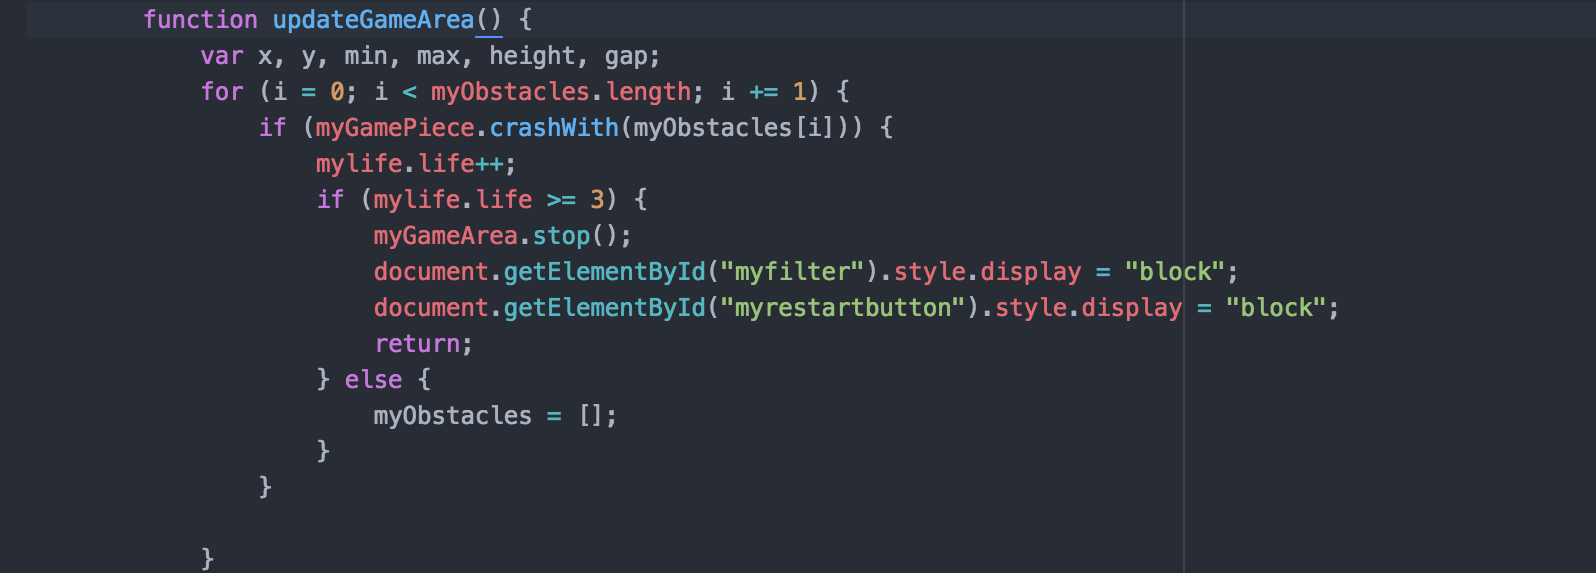 function updateGameArea() {
var x, y, min, max, height, gap;
for (i = 0; i < myObstacles.length; i += 1) {
if (myGamePiece.crashWith(myObstacles[i])) {
mylife.life++;
if (mylife.life >= 3) {
myGameArea.stop();
document.getElementById("myfilter").style.display = "block";
document.getElementById("myrestartbutton").style.display = "block";
return;
} else {
myObstacles = [];
}
}
}